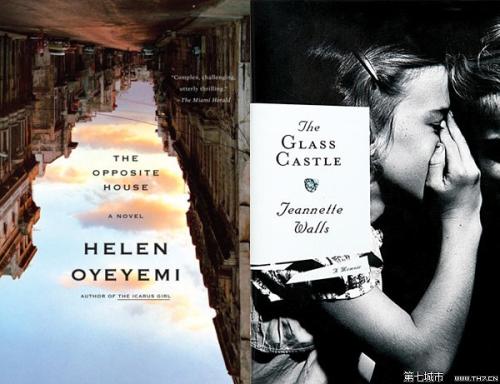 "Complex, challenging,
utterly thrilling."
—The Miami Herald
THE
OPPOSITE
HOUSE
A NOVEL
HELEN
OYEYEMI
AUTHOR OF THE ICARUS GIRL
The
GLASS
CASTLE
Jeannette
Walls
A Memoir
第七城市 WWW.TH7.CN